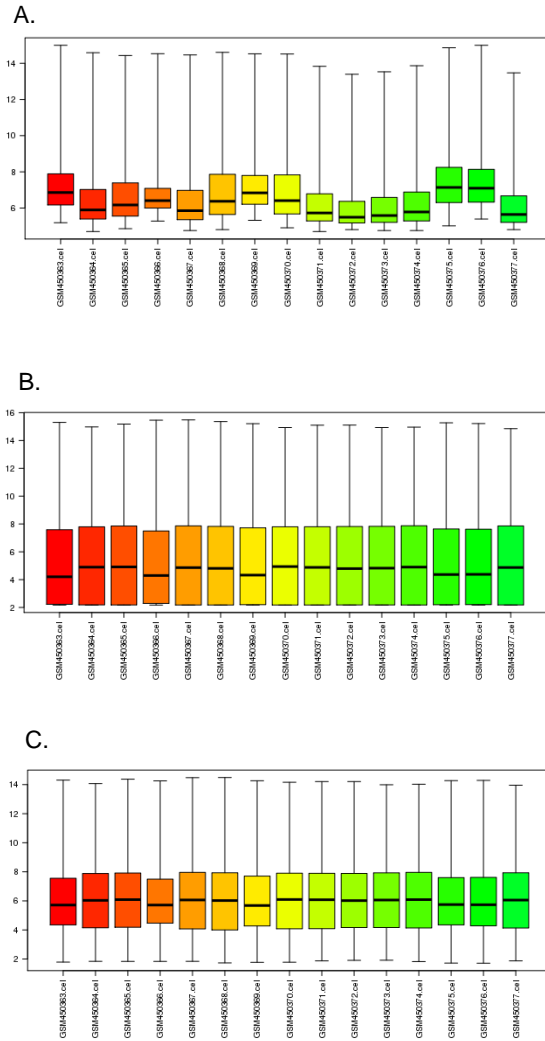 A.
14
10
8
6
GSM450363.cel
GSM450364.cel
GSM450365.cel
GSM450366.cel
GSM450367.cel
GSM450368.cel
GSM450369.cel
GSM450370.cel
GSM450371.cel
GSM450372.cel
GSM450373.cel
GSM450374.cel
GSM450375.cel
GSM450376.cel
GSM450377.cel
B.
16
14
12
10
8
6
4
2
GSM450363.cel
GSM450364.cel
GSM450365.cel
GSM450366.cel
GSM450367.cel
GSM450368.cel
GSM450369.cel
GSM450370.cel
GSM450371.cel
GSM450372.cel
GSM450373.cel
GSM450374.cel
GSM450375.cel
GSM450376.cel
GSM450377.cel
C.
14
12
10
8
6
4
2
GSM450363.cel
GSM450364.cel
GSM450365.cel
GSM450366.cel
GSM450367.cel
GSM450368.cel
GSM450369.cel
GSM450370.cel
GSM450371.cel
GSM450372.cel
GSM450373.cel
GSM450374.cel
GSM450375.cel
GSM450376.cel
GSM450377.cel